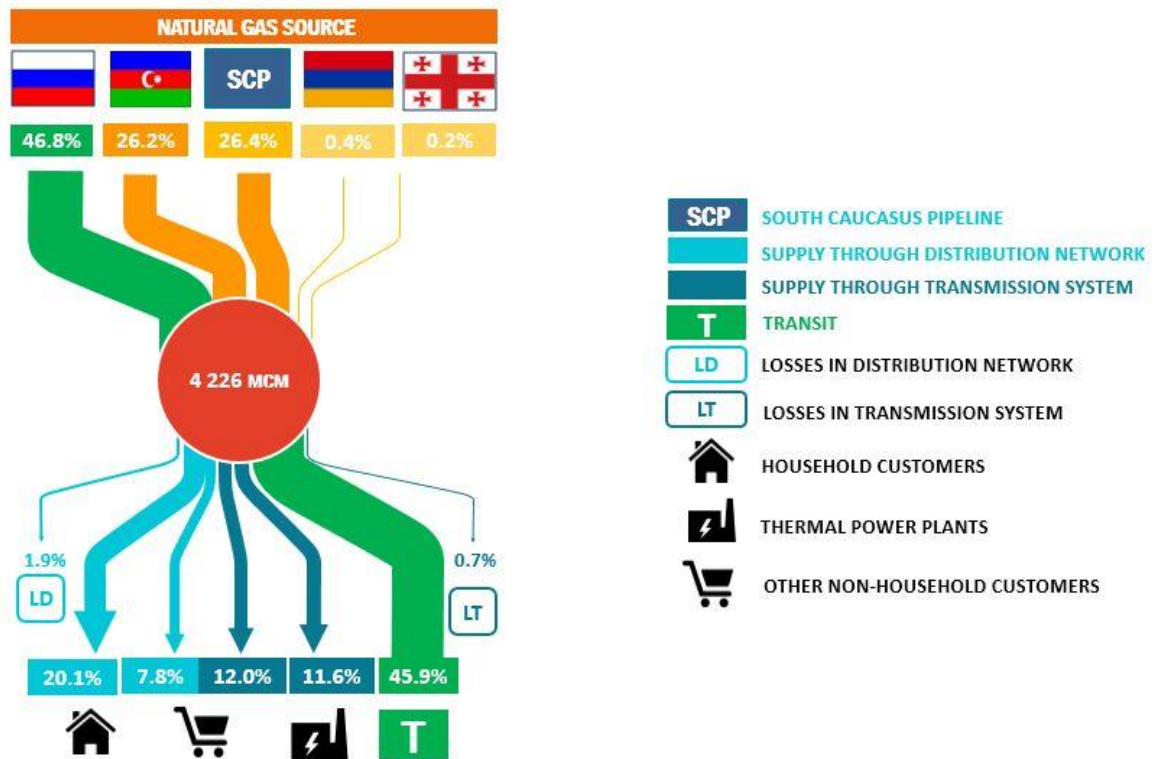 NATURAL GAS SOURCE
SCP
46.8% 26.2% 26.4% 0.4% 0.2%
4 226 MCM
1.9% 0.7%
LD LT
20.1% 7.8% 12.0% 11.6% 45.9%
T
SCP SOUTH CAUCASUS PIPELINE
SUPPLY THROUGH DISTRIBUTION NETWORK
SUPPLY THROUGH TRANSMISSION SYSTEM
T TRANSIT
LD LOSSES IN DISTRIBUTION NETWORK
LT LOSSES IN TRANSMISSION SYSTEM
HOUSEHOLD CUSTOMERS
THERMAL POWER PLANTS
OTHER NON-HOUSEHOLD CUSTOMERS